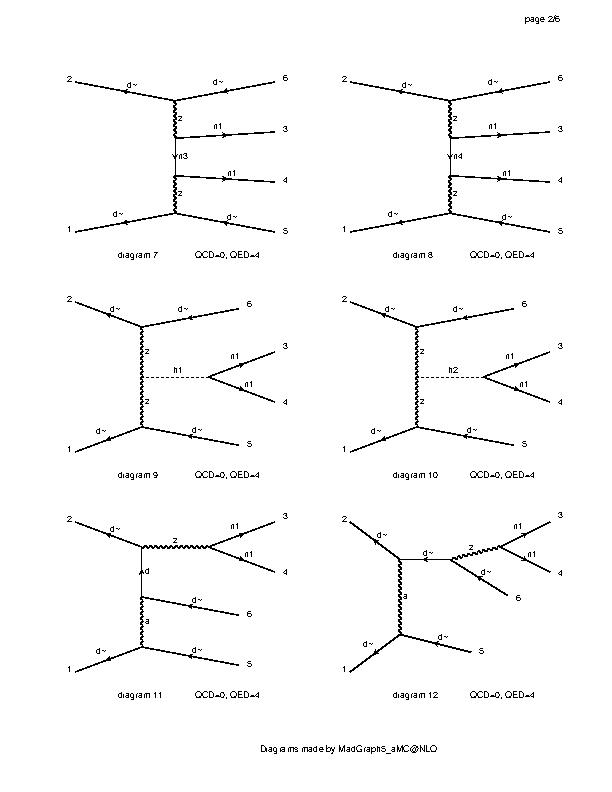 page 2/6
2 d~ d~ 6
z
n1 3
n3
n1 4
z
1 d~ d~ 5
diagram 7 QCD=0, QED=4
2 d~ d~ 6
z
n1 3
n4
n1 4
z
1 d~ d~ 5
diagram 8 QCD=0, QED=4
2 d~ d~ 6
z n1 3
h1
z n1 4
1 d~ d~ 5
diagram 9 QCD=0, QED=4
2 d~ d~ 6
z n1 3
h2
z n1 4
1 d~ d~ 5
diagram 10 QCD=0, QED=4
2 d~ z n1 3
n1 4
d
d~ 6
a
1 d~ d~ 5
diagram 11 QCD=0, QED=4
2 d~ z n1 3
d~ n1 4
d~ 6
a
1 d~ d~ 5
diagram 12 QCD=0, QED=4
Diagrams made by MadGraph5_aMC@NLO